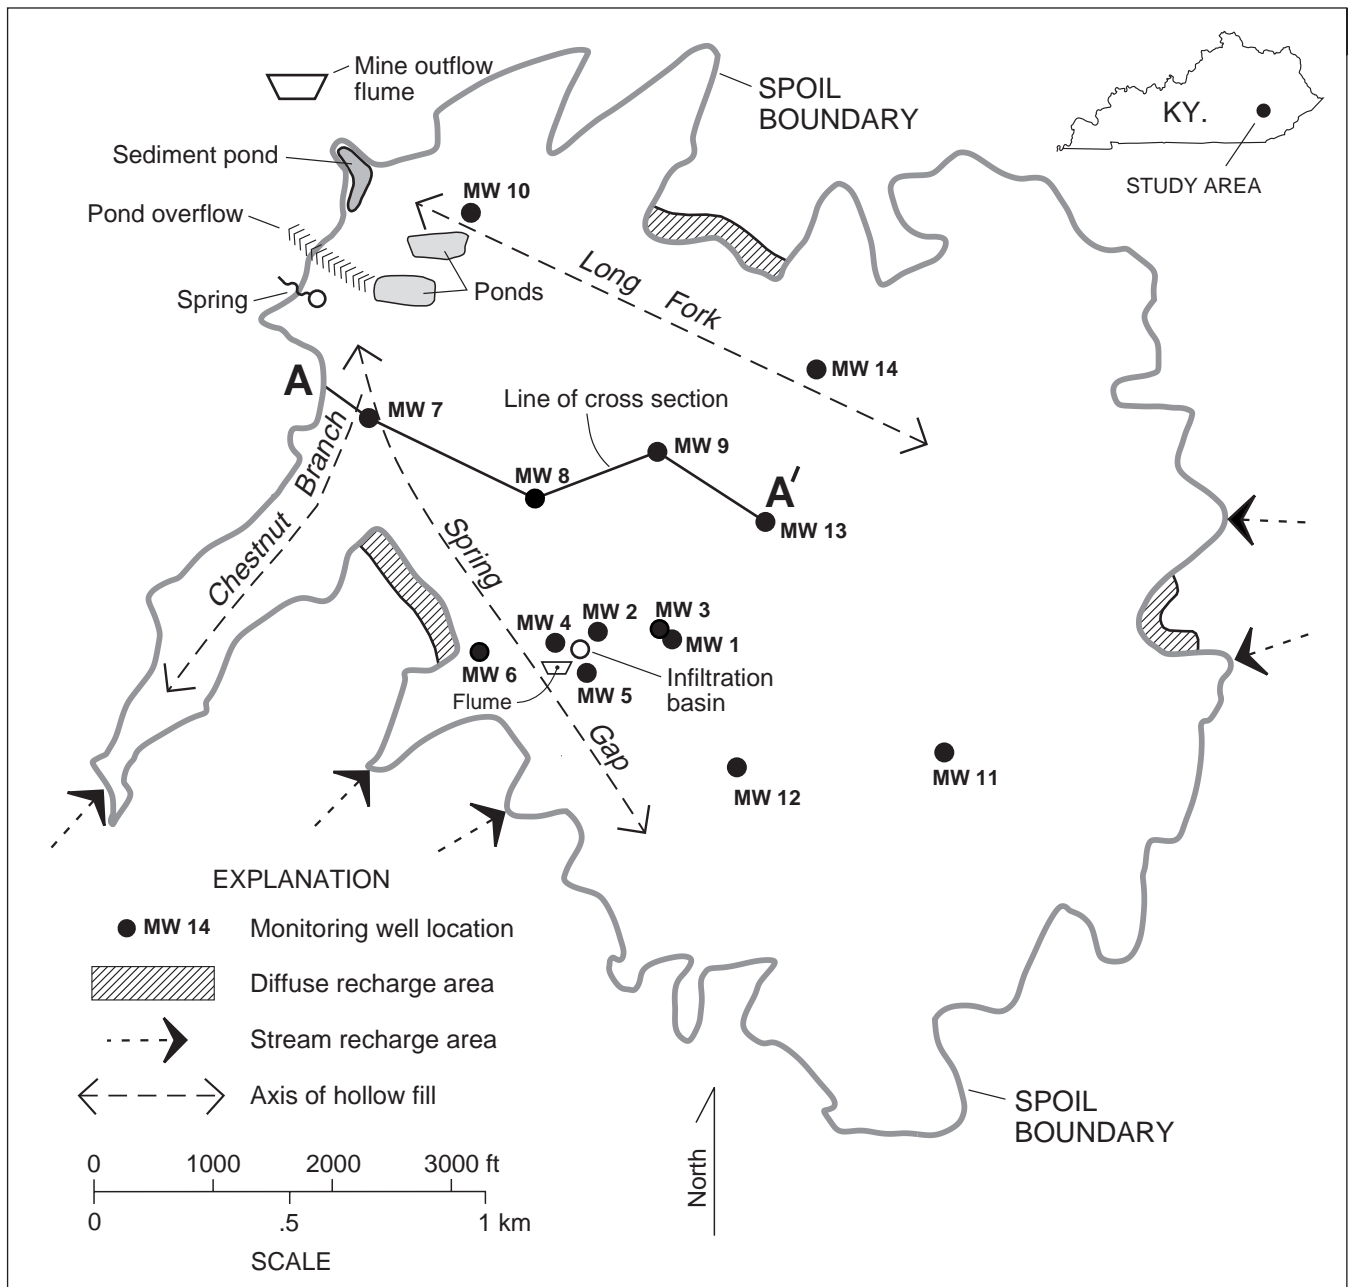 Mine outflow
flume
SPOIL
BOUNDARY
KY.
STUDY AREA
Sediment pond
MW 10
Pond overflow
Long Fork
Spring
Ponds
MW 14
A
Line of cross section
MW 7
MW 9
MW 8
A′
MW 13
Chestnut Branch
Spring Gap
MW 4
MW 2
MW 3
MW 1
MW 6
Infiltration
basin
MW 5
Flume
MW 12
MW 11
EXPLANATION
MW 14 Monitoring well location
Diffuse recharge area
Stream recharge area
Axis of hollow fill
SPOIL
BOUNDARY
North
0 1000 2000 3000 ft
0 .5 1 km
SCALE